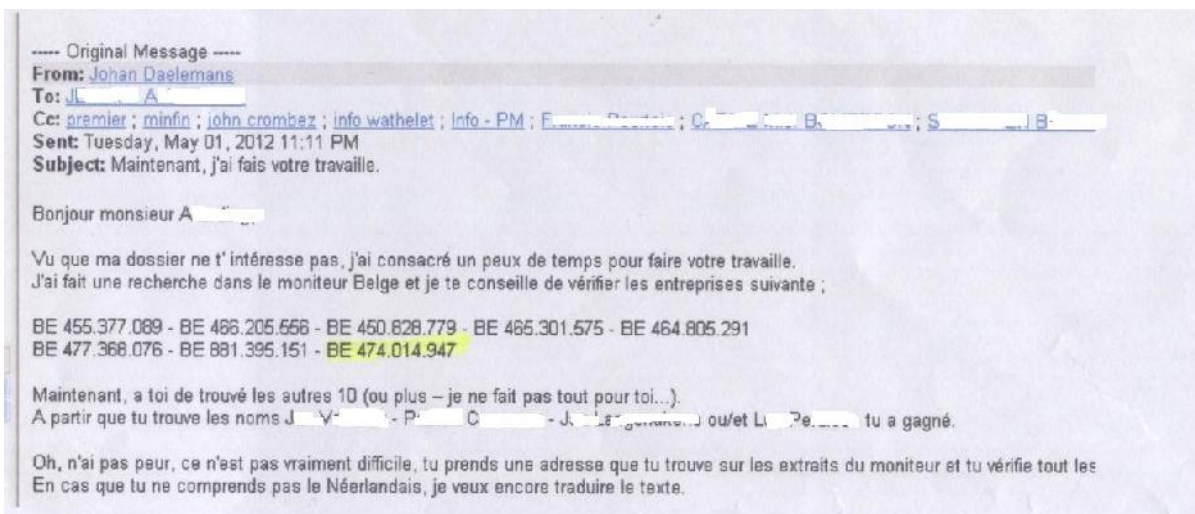 ----- Original Message -----
From: Johan Daelemans
To:
Cc: premier ; minfin ; john crombez ; info wathelet ; Info - PM ;
Sent: Tuesday, May 01, 2012 11:11 PM
Subject: Maintenant, j'ai fais votre travaille.
Bonjour monsieur A
Vu que ma dossier ne t' intéresse pas, j'ai consacré un peux de temps pour faire votre travaille.
J'ai fait une recherche dans le moniteur Belge et je te conseille de vérifier les entreprises suivante ;
BE 455.377.089 - BE 466.205.556 - BE 450.828.779 - BE 465.301.575 - BE 464.805.291
BE 477.368.076 - BE 881.395.151 - BE 474.014.947
Maintenant, a toi de trouvé les autres 10 (ou plus – je ne fait pas tout pour toi...).
A partir que tu trouve les noms J - P C - ou/et tu a gagné.
Oh, n'ai pas peur, ce n'est pas vraiment difficile, tu prends une adresse que tu trouve sur les extraits du moniteur et tu vérifie tout les
En cas que tu ne comprends pas le Néerlandais, je veux encore traduire le texte.